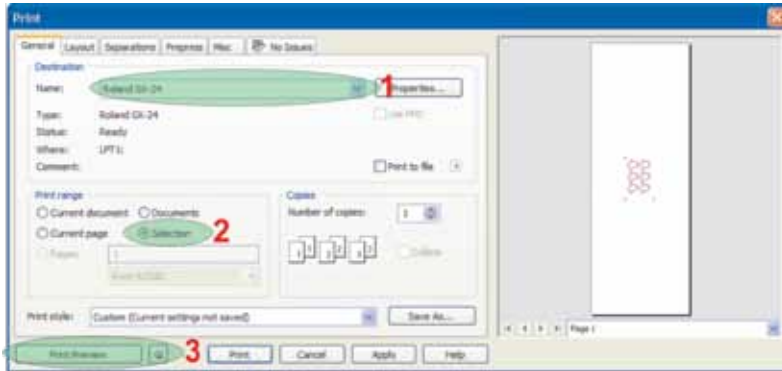 Print
General Layout Separations Prepress Misc No Issues
Destination
Name: Roland GX-24 1 Properties...
Type: Roland GX-24 Use PPD
Status: Ready
Where: LPT1:
Comment: Print to file
Print range
Current document Documents
Current page Selection 2
Pages: 1
Copies
Number of copies: 1
Collate
Print style: Custom (Current settings not saved) Save As...
Page 1
Print Preview 3 Print Cancel Apply Help